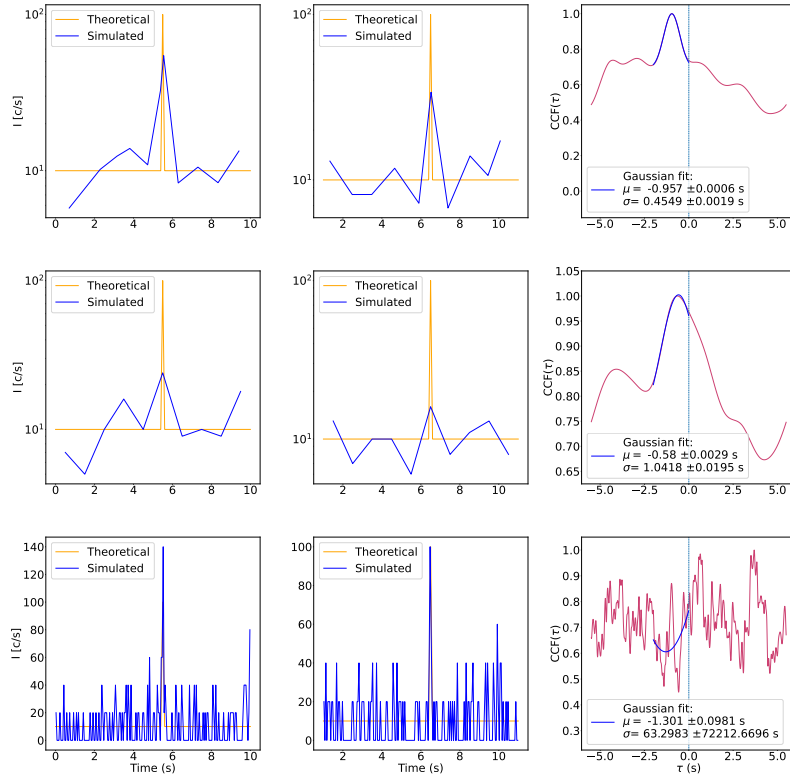 10²
10¹
I [c/s]
Theoretical
Simulated
0 2 4 6 8 10
10²
10¹
Theoretical
Simulated
2 4 6 8 10
1.0
0.8
0.6
0.4
0.2
0.0
CCF(τ)
Gaussian fit:
μ = -0.957 ±0.0006 s
σ= 0.4549 ±0.0019 s
−5.0 −2.5 0.0 2.5 5.0
10²
10¹
I [c/s]
Theoretical
Simulated
0 2 4 6 8 10
10²
10¹
Theoretical
Simulated
2 4 6 8 10
1.05
1.00
0.95
0.90
0.85
0.80
0.75
0.70
0.65
CCF(τ)
Gaussian fit:
μ = -0.58 ±0.0029 s
σ= 1.0418 ±0.0195 s
−5.0 −2.5 0.0 2.5 5.0
140
120
100
80
60
40
20
0
I [c/s]
Theoretical
Simulated
0 2 4 6 8 10
Time (s)
100
80
60
40
20
0
Theoretical
Simulated
2 4 6 8 10
Time (s)
1.0
0.9
0.8
0.7
0.6
0.5
0.4
0.3
CCF(τ)
Gaussian fit:
μ = -1.301 ±0.0981 s
σ= 63.2983 ±72212.6696 s
−5.0 −2.5 0.0 2.5 5.0
τ (s)